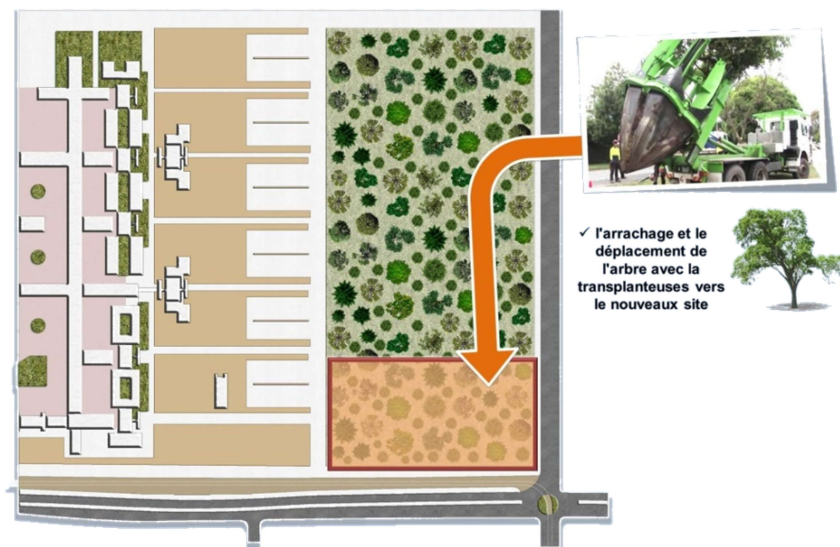 ✓ l'arrachage et le
déplacement de
l'arbre avec la
transplanteuses vers
le nouveaux site